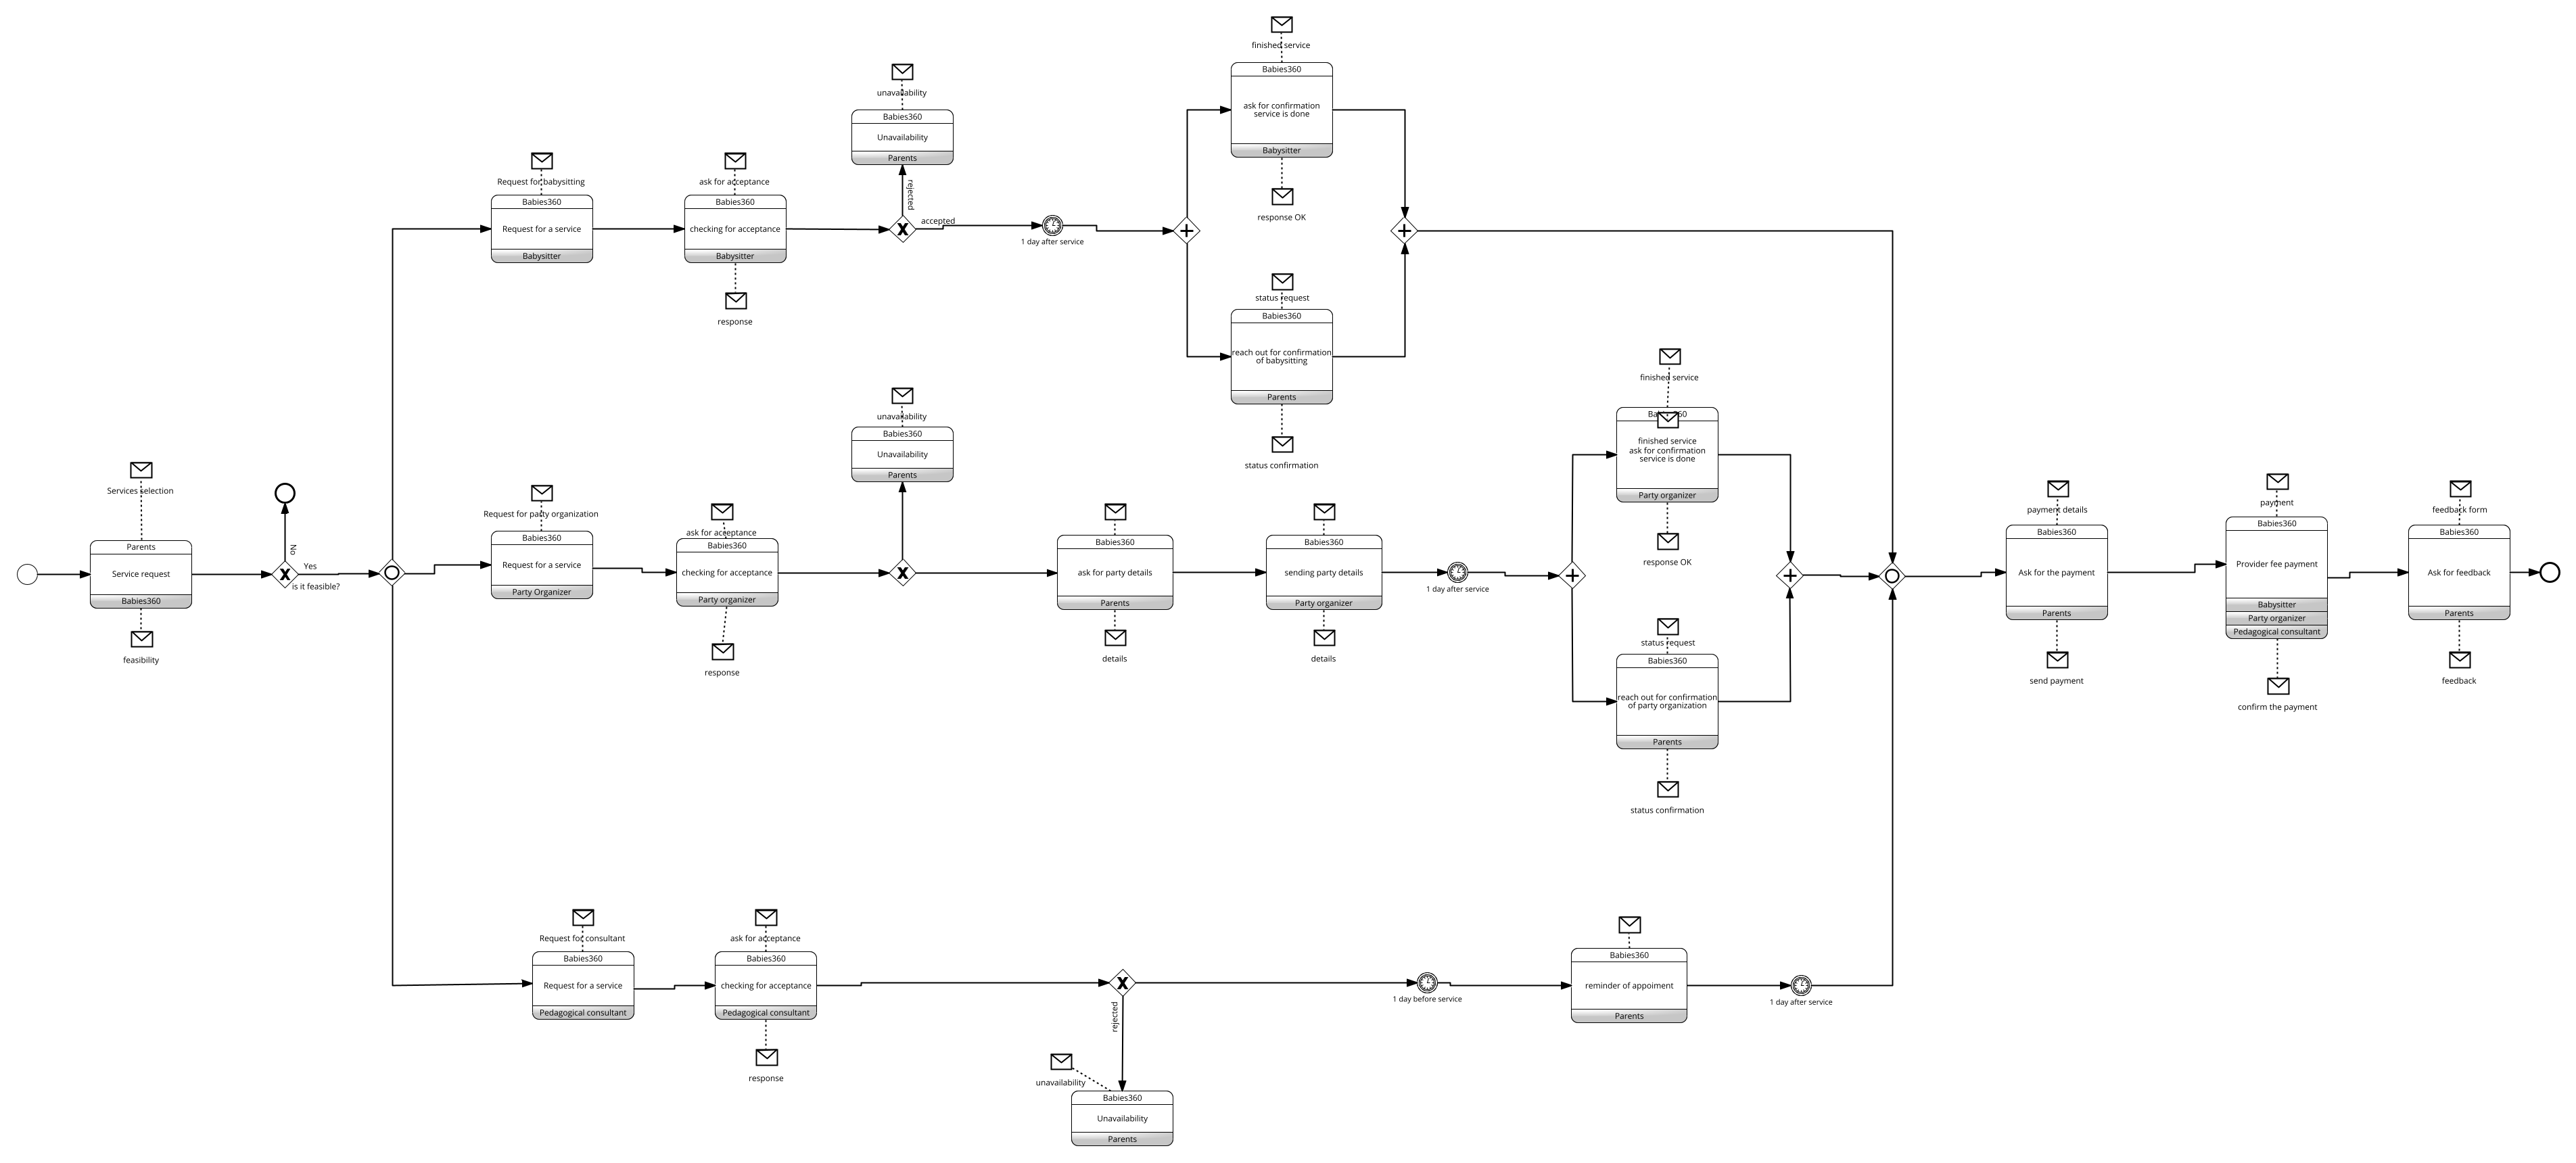 finished service
Babies360
ask for confirmation
service is done
Babysitter
response OK
unavailability
Babies360
Unavailability
Parents
rejected
accepted
Request for babysitting
Babies360
Request for a service
Babysitter
ask for acceptance
Babies360
checking for acceptance
Babysitter
response
1 day after service
status request
Babies360
reach out for confirmation
of babysitting
Parents
status confirmation
Services selection
Parents
Service request
Babies360
feasibility
No
Yes
is it feasible?
Request for party organization
Babies360
Request for a service
Party Organizer
ask for acceptance
Babies360
checking for acceptance
Party organizer
response
unavailability
Babies360
Unavailability
Parents
Babies360
ask for party details
Parents
details
Babies360
sending party details
Party organizer
details
1 day after service
finished service
Babies360
finished service
ask for confirmation
service is done
Party organizer
response OK
status request
Babies360
reach out for confirmation
of party organization
Parents
status confirmation
payment details
Babies360
Ask for the payment
Parents
send payment
payment
Babies360
Provider fee payment
Babysitter
Party organizer
Pedagogical consultant
confirm the payment
feedback form
Babies360
Ask for feedback
Parents
feedback
Request for consultant
Babies360
Request for a service
Pedagogical consultant
ask for acceptance
Babies360
checking for acceptance
Pedagogical consultant
response
rejected
unavailability
Babies360
Unavailability
Parents
1 day before service
Babies360
reminder of appoiment
Parents
1 day after service